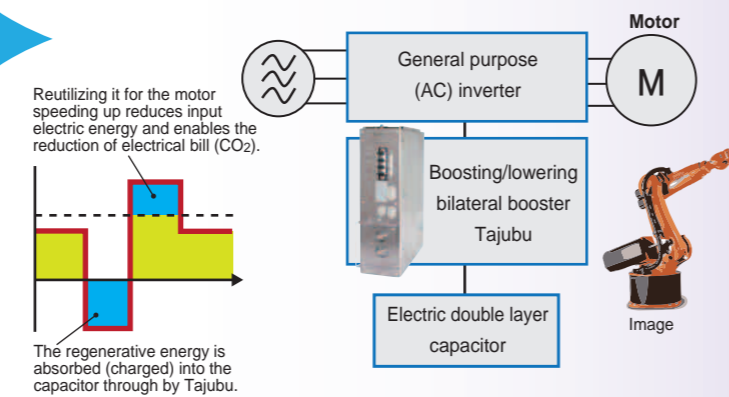 Reutilizing it for the motor
speeding up reduces input
electric energy and enables the
reduction of electrical bill (CO2).
The regenerative energy is
absorbed (charged) into the
capacitor through by Tajubu.
General purpose
(AC) inverter
Motor
M
Boosting/lowering
bilateral booster
Tajubu
Electric double layer
capacitor
Image